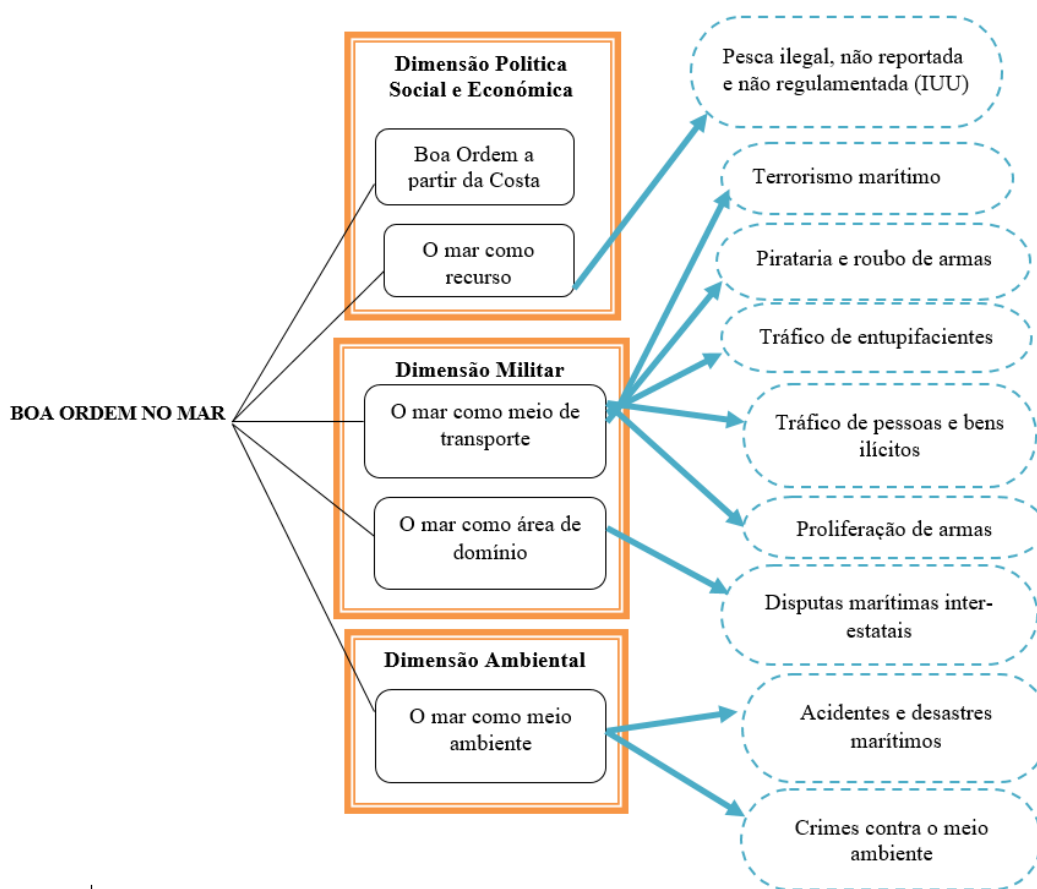 BOA ORDEM NO MAR
Dimensão Politica
Social e Económica
Boa Ordem a
partir da Costa
O mar como
recurso
Dimensão Militar
O mar como meio de
transporte
O mar como área de
domínio
Dimensão Ambiental
O mar como meio
ambiente
Pesca ilegal, não reportada
e não regulamentada (IUU)
Terrorismo marítimo
Pirataria e roubo de armas
Tráfico de entupifacientes
Tráfico de pessoas e bens
ilícitos
Proliferação de armas
Disputas marítimas inter-
estatais
Acidentes e desastres
marítimos
Crimes contra o meio
ambiente